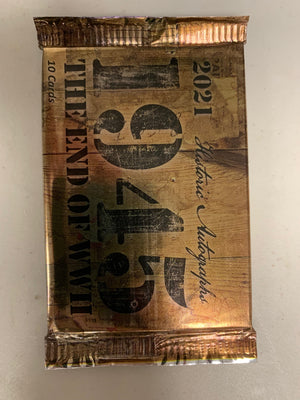 2021 Historic Autographs
1945
THE END OF WWII
10 Cards